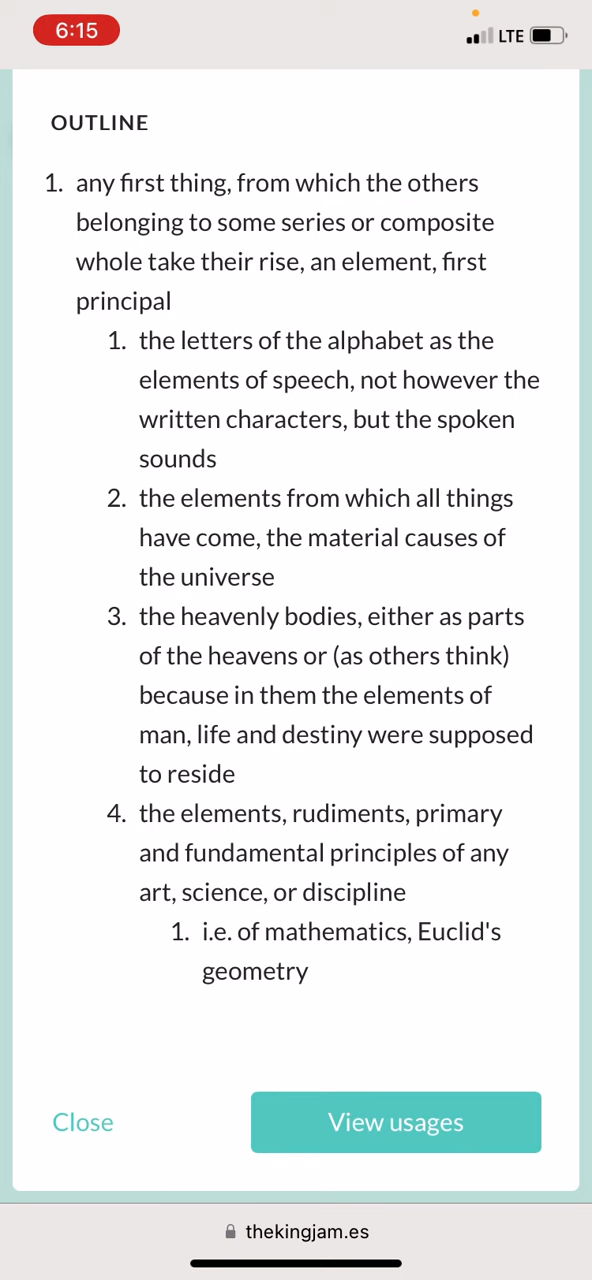 6:15
LTE
OUTLINE
1. any first thing, from which the others
belonging to some series or composite
whole take their rise, an element, first
principal
1. the letters of the alphabet as the
elements of speech, not however the
written characters, but the spoken
sounds
2. the elements from which all things
have come, the material causes of
the universe
3. the heavenly bodies, either as parts
of the heavens or (as others think)
because in them the elements of
man, life and destiny were supposed
to reside
4. the elements, rudiments, primary
and fundamental principles of any
art, science, or discipline
1. i.e. of mathematics, Euclid's
geometry
Close
View usages
thekingjam.es